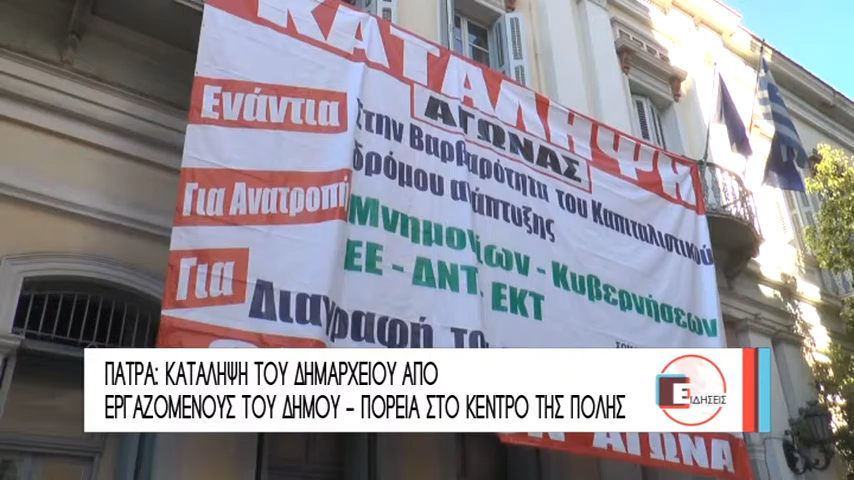 ΚΑΤΑΛΗΨΗ
ΑΓΩΝΑΣ
Ενάντια Στην Βαρβαρότητα του Καπιταλιστικού
δρόμου ανάπτυξης
Για Ανατροπή Μνημονίων - Κυβερνήσεων
ΕΕ - ΔΝΤ. ΕΚΤ
Για Διαγραφή το
ΑΓΩΝΑ
ΠΑΤΡΑ: ΚΑΤΑΛΗΨΗ ΤΟΥ ΔΗΜΑΡΧΕΙΟΥ ΑΠΟ
ΕΡΓΑΖΟΜΕΝΟΥΣ ΤΟΥ ΔΗΜΟΥ – ΠΟΡΕΙΑ ΣΤΟ ΚΕΝΤΡΟ ΤΗΣ ΠΟΛΗΣ
ΕΙΔΗΣΕΙΣ